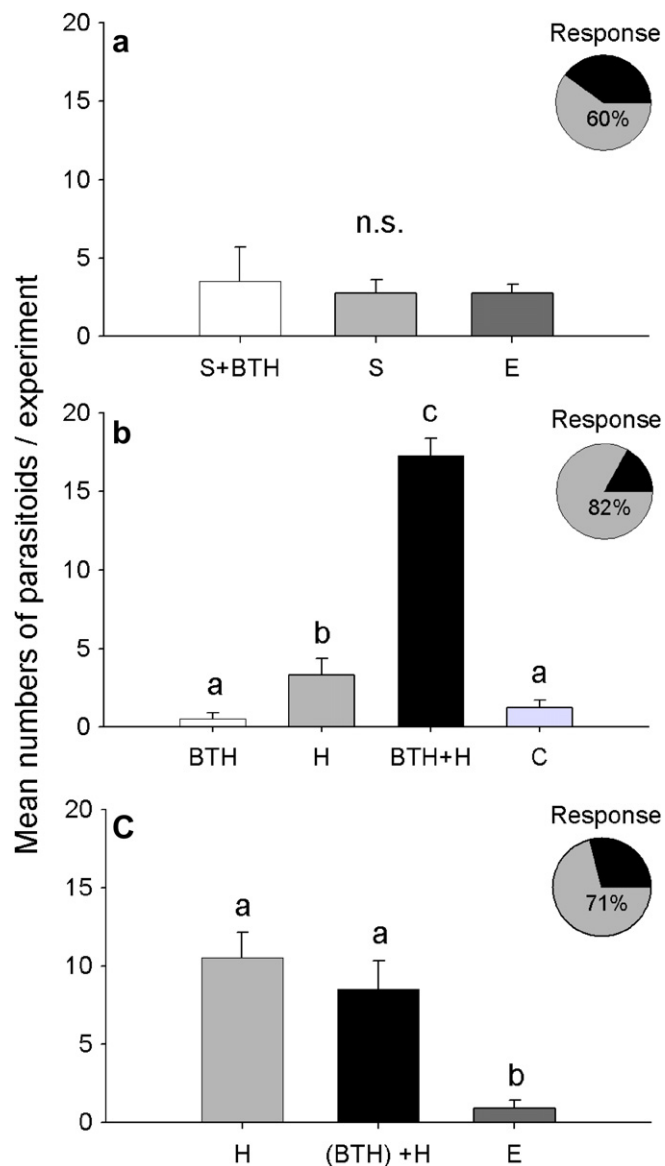 Mean numbers of parasitoids / experiment
a
Response
60%
20
15
10
5
0
n.s.
S+BTH S E
b
Response
82%
20
15
10
5
0
a b c a
BTH H BTH+H C
C
Response
71%
20
15
10
5
0
a a b
H (BTH) +H E